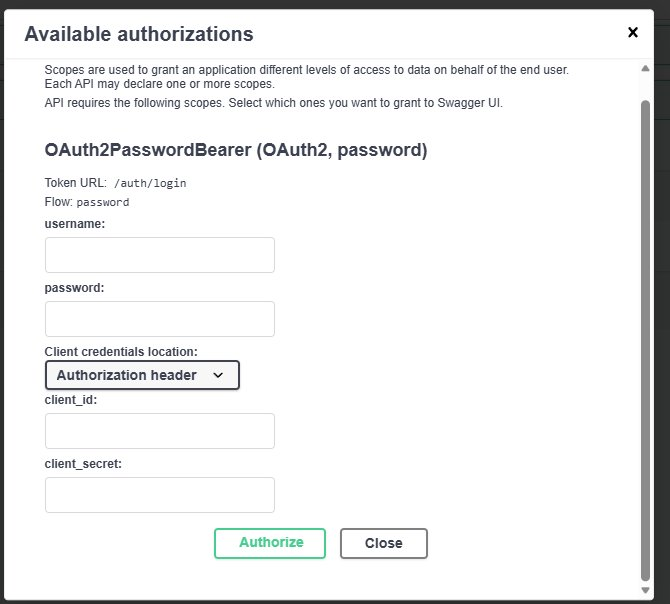 Available authorizations
Scopes are used to grant an application different levels of access to data on behalf of the end user.
Each API may declare one or more scopes.
API requires the following scopes. Select which ones you want to grant to Swagger UI.
OAuth2PasswordBearer (OAuth2, password)
Token URL: /auth/login
Flow: password
username:
password:
Client credentials location:
Authorization header
client_id:
client_secret:
Authorize Close